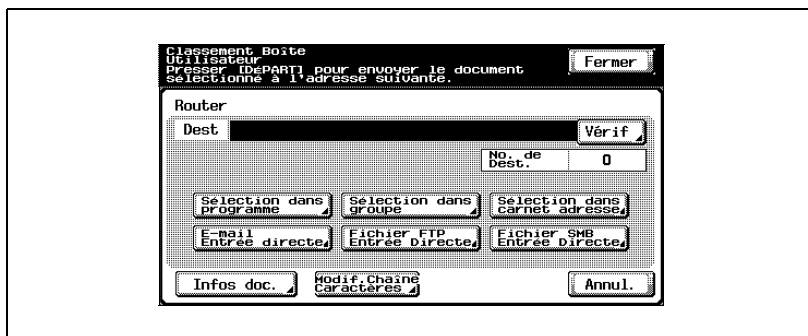 Classement Boîte
Utilisateur
Presser [DéPART] pour envoyer le document
sélectionné à l'adresse suivante.
Fermer
Router
Dest
Vérif
No. de
Dest.
0
Sélection dans
programme
Sélection dans
groupe
Sélection dans
carnet adresse
E-mail
Entrée directe
Fichier FTP
Entrée Directe
Fichier SMB
Entrée Directe
Infos doc.
Modif.Chaîne
Caractères
Annul.